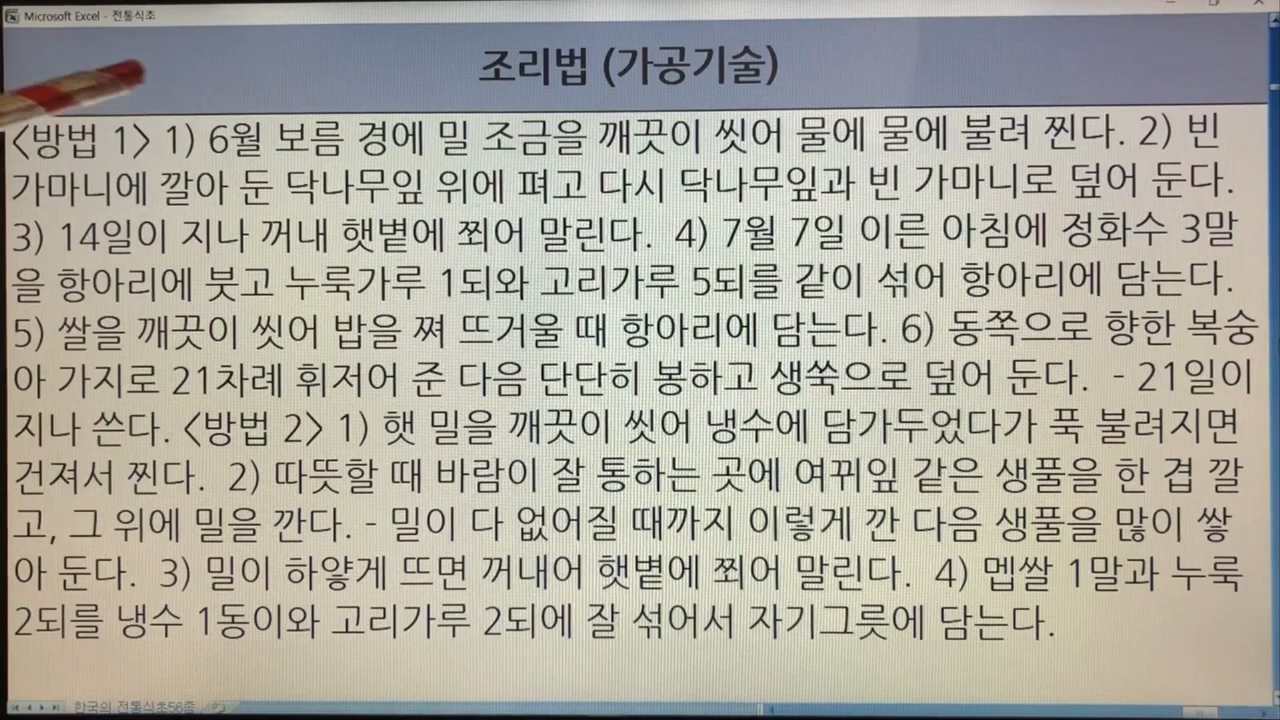 Microsoft Excel - 전통식초
조리법 (가공기술)
<방법 1> 1) 6월 보름 경에 밀 조금을 깨끗이 씻어 물에 물에 불려 찐다. 2) 빈
가마니에 깔아 둔 닥나무잎 위에 펴고 다시 닥나무잎과 빈 가마니로 덮어 둔다.
3) 14일이 지나 꺼내 햇볕에 쬐어 말린다. 4) 7월 7일 이른 아침에 정화수 3말
을 항아리에 붓고 누룩가루 1되와 고리가루 5되를 같이 섞어 항아리에 담는다.
5) 쌀을 깨끗이 씻어 밥을 쪄 뜨거울 때 항아리에 담는다. 6) 동쪽으로 향한 복숭
아 가지로 21차례 휘저어 준 다음 단단히 봉하고 생쑥으로 덮어 둔다. - 21일이
지나 쓴다. <방법 2> 1) 햇 밀을 깨끗이 씻어 냉수에 담가두었다가 푹 불려지면
건져서 찐다. 2) 따뜻할 때 바람이 잘 통하는 곳에 여뀌잎 같은 생풀을 한 겹 깔
고, 그 위에 밀을 깐다. - 밀이 다 없어질 때까지 이렇게 깐 다음 생풀을 많이 쌓
아 둔다. 3) 밀이 하얗게 뜨면 꺼내어 햇볕에 쬐어 말린다. 4) 멥쌀 1말과 누룩
2되를 냉수 1동이와 고리가루 2되에 잘 섞어서 자기그릇에 담는다.
한국의 전통식초56종